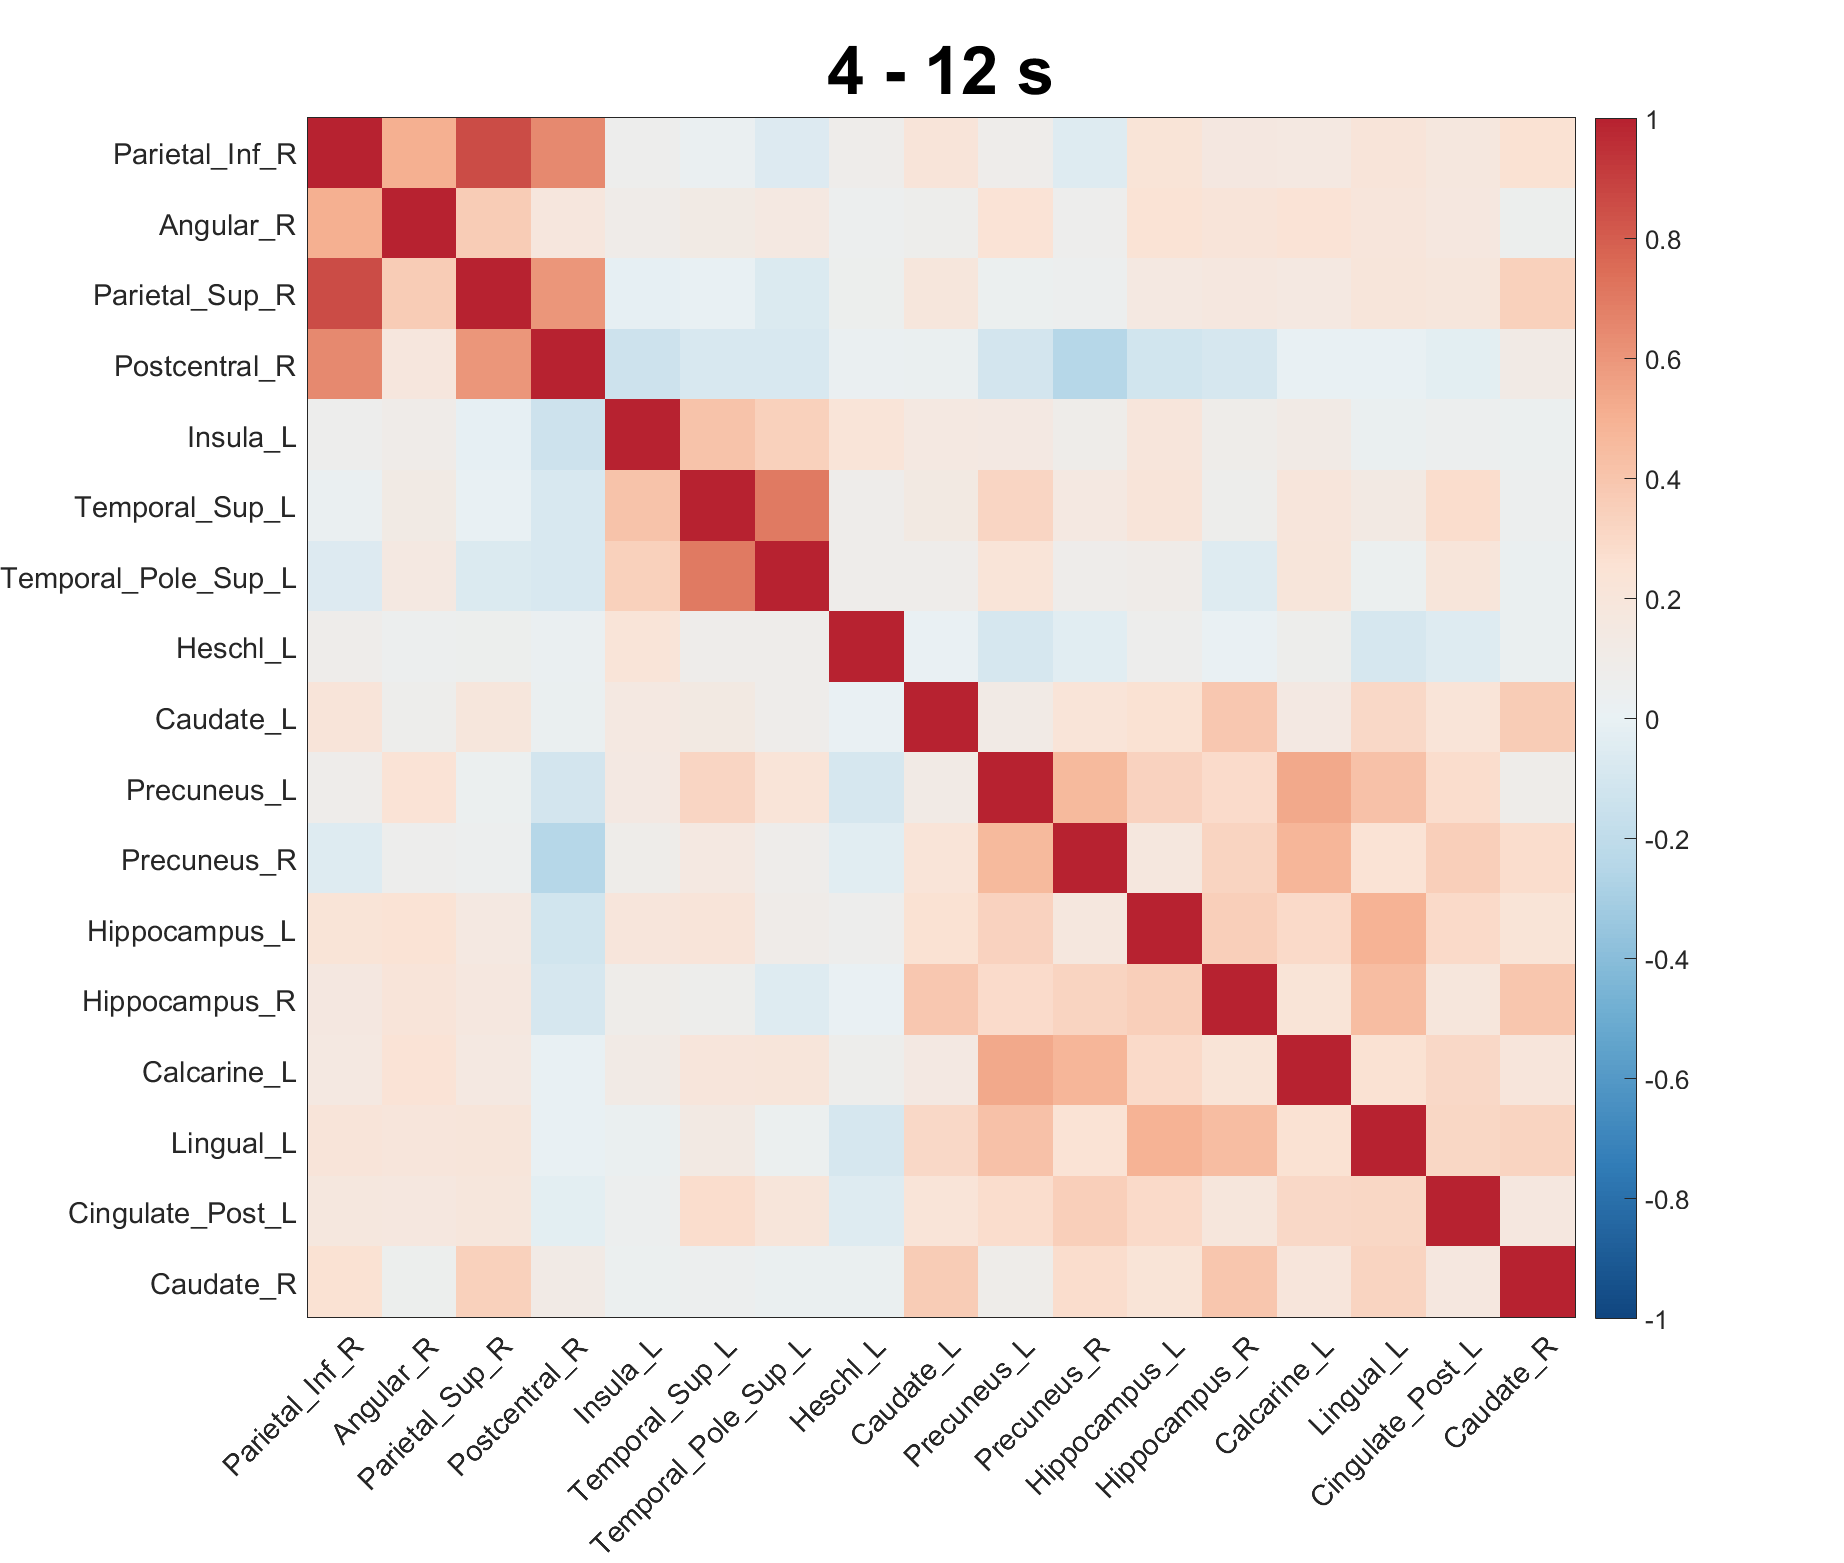 4 - 12 s
Parietal_Inf_R
Angular_R
Parietal_Sup_R
Postcentral_R
Insula_L
Temporal_Sup_L
Temporal_Pole_Sup_L
Heschl_L
Caudate_L
Precuneus_L
Precuneus_R
Hippocampus_L
Hippocampus_R
Calcarine_L
Lingual_L
Cingulate_Post_L
Caudate_R
Parietal_Inf_R
Angular_R
Parietal_Sup_R
Postcentral_R
Insula_L
Temporal_Sup_L
Temporal_Pole_Sup_L
Heschl_L
Caudate_L
Precuneus_L
Precuneus_R
Hippocampus_L
Hippocampus_R
Calcarine_L
Lingual_L
Cingulate_Post_L
Caudate_R
1
0.8
0.6
0.4
0.2
0
-0.2
-0.4
-0.6
-0.8
-1